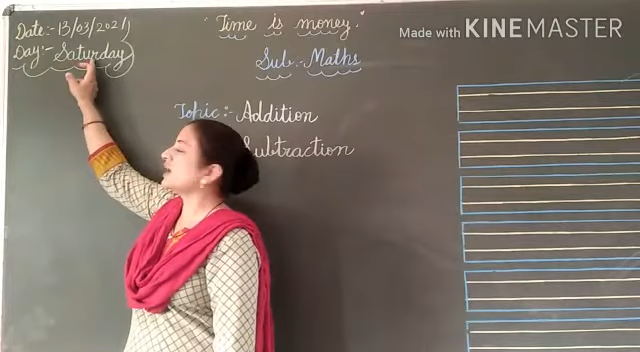 Date:- 13/03/2021
Day:- Saturday
"Time is money."
Sub:- Maths
Topic:- Addition
Subtraction
Made with KINEMASTER